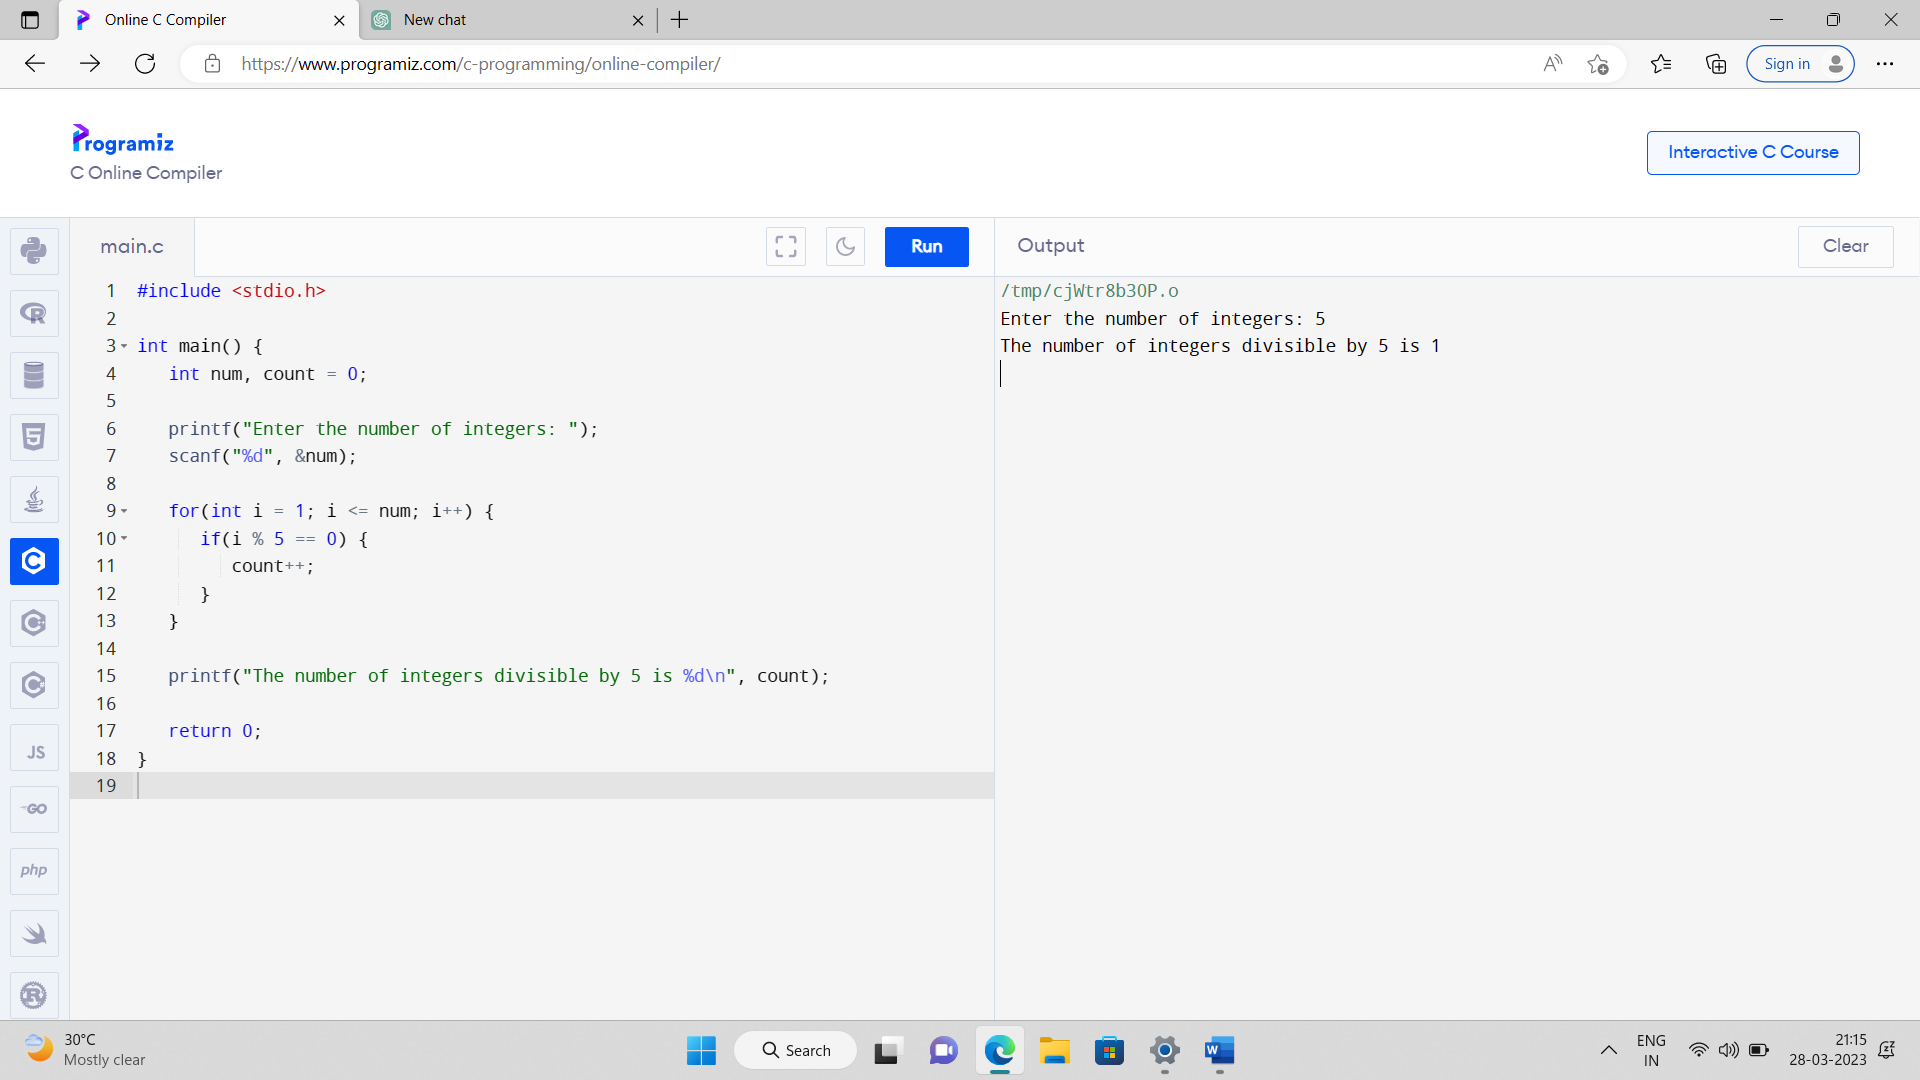 Online C Compiler
New chat
https://www.programiz.com/c-programming/online-compiler/
Sign in
Programiz
C Online Compiler
Interactive C Course
main.c
Run
Output
Clear
1 #include <stdio.h>
2
3 int main() {
4 int num, count = 0;
5
6 printf("Enter the number of integers: ");
7 scanf("%d", &num);
8
9 for(int i = 1; i <= num; i++) {
10 if(i % 5 == 0) {
11 count++;
12 }
13 }
14
15 printf("The number of integers divisible by 5 is %d\n", count);
16
17 return 0;
18 }
19
/tmp/cjWtr8b3OP.o
Enter the number of integers: 5
The number of integers divisible by 5 is 1
JS
GO
php
30°C
Mostly clear
Search
ENG
IN
21:15
28-03-2023